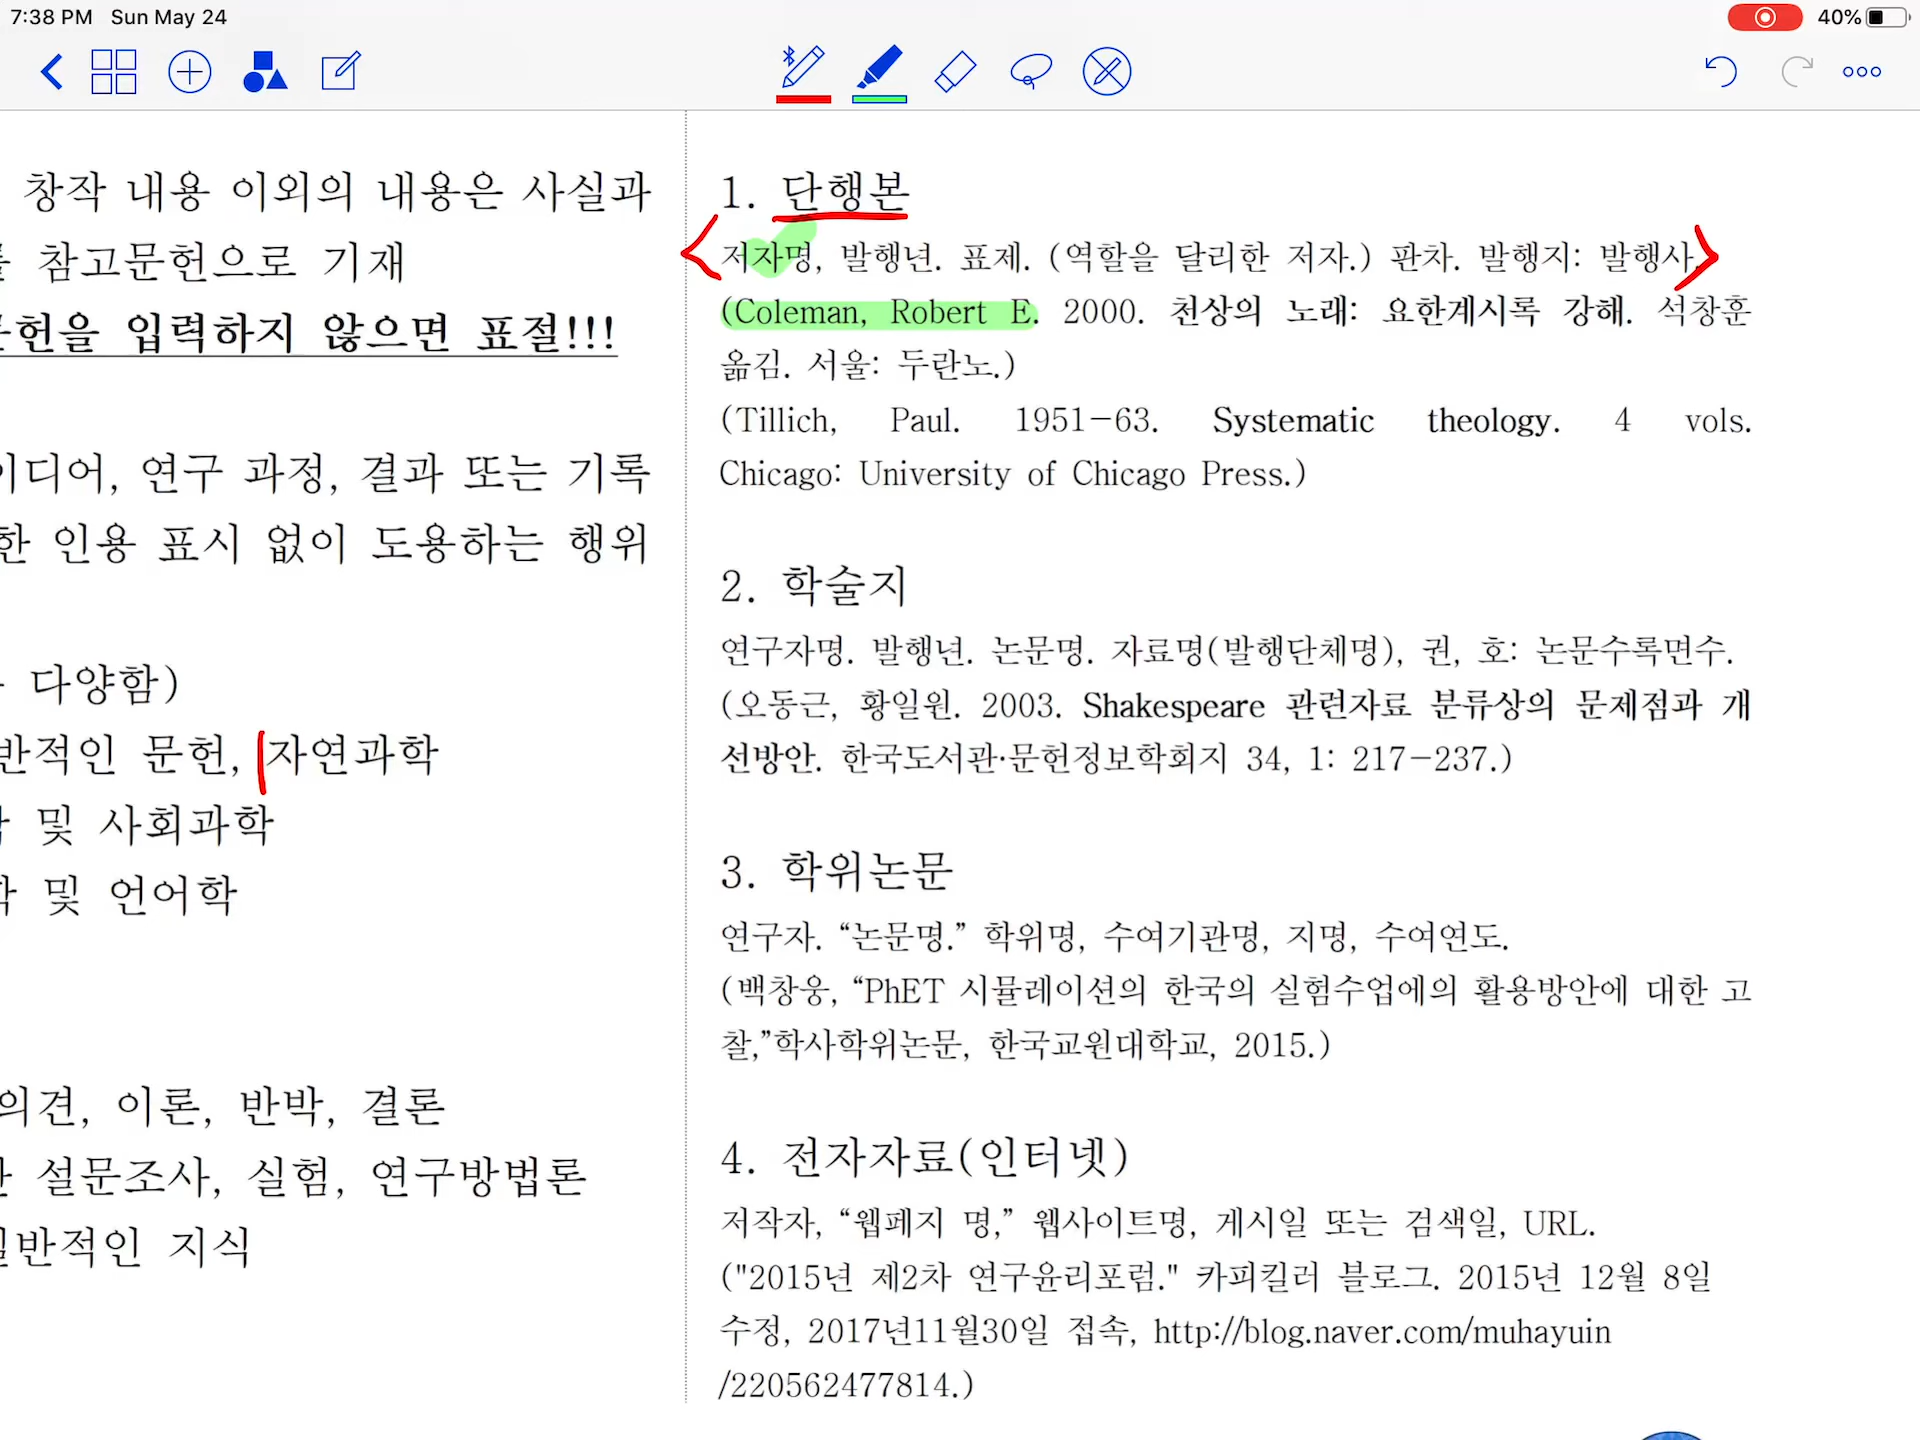 7:38 PM Sun May 24
40%
창작 내용 이외의 내용은 사실과
참고문헌으로 기재
헌을 입력하지 않으면 표절!!!
디어, 연구 과정, 결과 또는 기록
한 인용 표시 없이 도용하는 행위
다양함)
반적인 문헌, 자연과학
및 사회과학
및 언어학
의견, 이론, 반박, 결론
설문조사, 실험, 연구방법론
일반적인 지식
1. 단행본
저자명, 발행년. 표제. (역할을 달리한 저자.) 판차. 발행지: 발행사.
(Coleman, Robert E. 2000. 천상의 노래: 요한계시록 강해. 석창훈
옮김. 서울: 두란노.)
(Tillich, Paul. 1951-63. Systematic theology. 4 vols.
Chicago: University of Chicago Press.)
2. 학술지
연구자명. 발행년. 논문명. 자료명(발행단체명), 권, 호: 논문수록면수.
(오동근, 황일원. 2003. Shakespeare 관련자료 분류상의 문제점과 개
선방안. 한국도서관·문헌정보학회지 34, 1: 217-237.)
3. 학위논문
연구자. “논문명.” 학위명, 수여기관명, 지명, 수여연도.
(백창웅, “PhET 시뮬레이션의 한국의 실험수업에의 활용방안에 대한 고
찰,”학사학위논문, 한국교원대학교, 2015.)
4. 전자자료(인터넷)
저작자, “웹페지 명,” 웹사이트명, 게시일 또는 검색일, URL.
("2015년 제2차 연구윤리포럼." 카피킬러 블로그. 2015년 12월 8일
수정, 2017년11월30일 접속, http://blog.naver.com/muhayuin
/220562477814.)